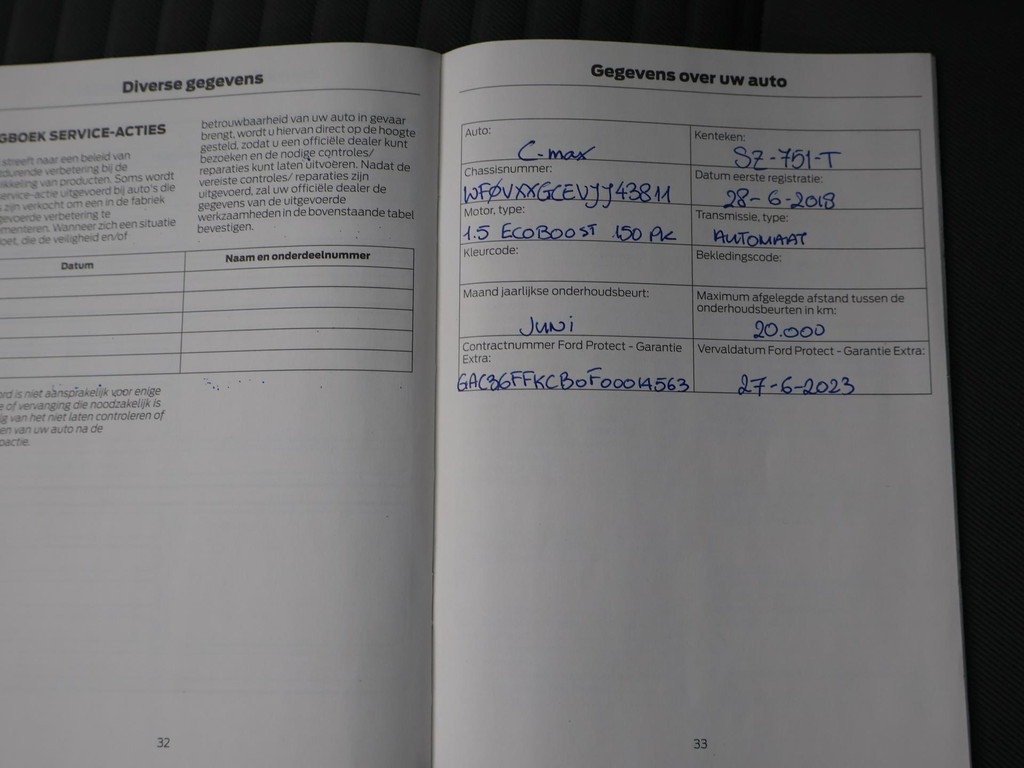 Diverse gegevens
GBOEK SERVICE-ACTIES
streeft naar een beleid van
durende verbetering bij de
ikkeling van producten. Soms wordt
ervice-actie uitgevoerd bij auto's die
zijn verkocht om een in de fabriek
gevoerde verbetering te
menteren. Wanneer zich een situatie
oet, die de veiligheid en/of
betrouwbaarheid van uw auto in gevaar
brengt, wordt u hiervan direct op de hoogte
gesteld, zodat u een officiële dealer kunt
bezoeken en de nodige controles/
reparaties kunt laten uitvoeren. Nadat de
vereiste controles/ reparaties zijn
uitgevoerd, zal uw officiële dealer de
gegevens van de uitgevoerde
werkzaamheden in de bovenstaande tabel
bevestigen.
Datum Naam en onderdeelnummer
rd is niet aansprakelijk voor enige
e of vervanging die noodzakelijk is
ig van het niet laten controleren of
en van uw auto na de
actie.
32
Gegevens over uw auto
Auto: Kenteken:
C-max SZ-751-T
Chassisnummer: Datum eerste registratie:
WFØVXXGCEVJJ43811 28-6-2018
Motor, type: Transmissie, type:
1.5 ECOBOOST 150 PK AUTOMAAT
Kleurcode: Bekledingscode:
Maand jaarlijkse onderhoudsbeurt: Maximum afgelegde afstand tussen de
onderhoudsbeurten in km:
Juni 20.000
Contractnummer Ford Protect - Garantie Vervaldatum Ford Protect - Garantie Extra:
Extra:
GAC36FFKCB0F00014563 27-6-2023
33